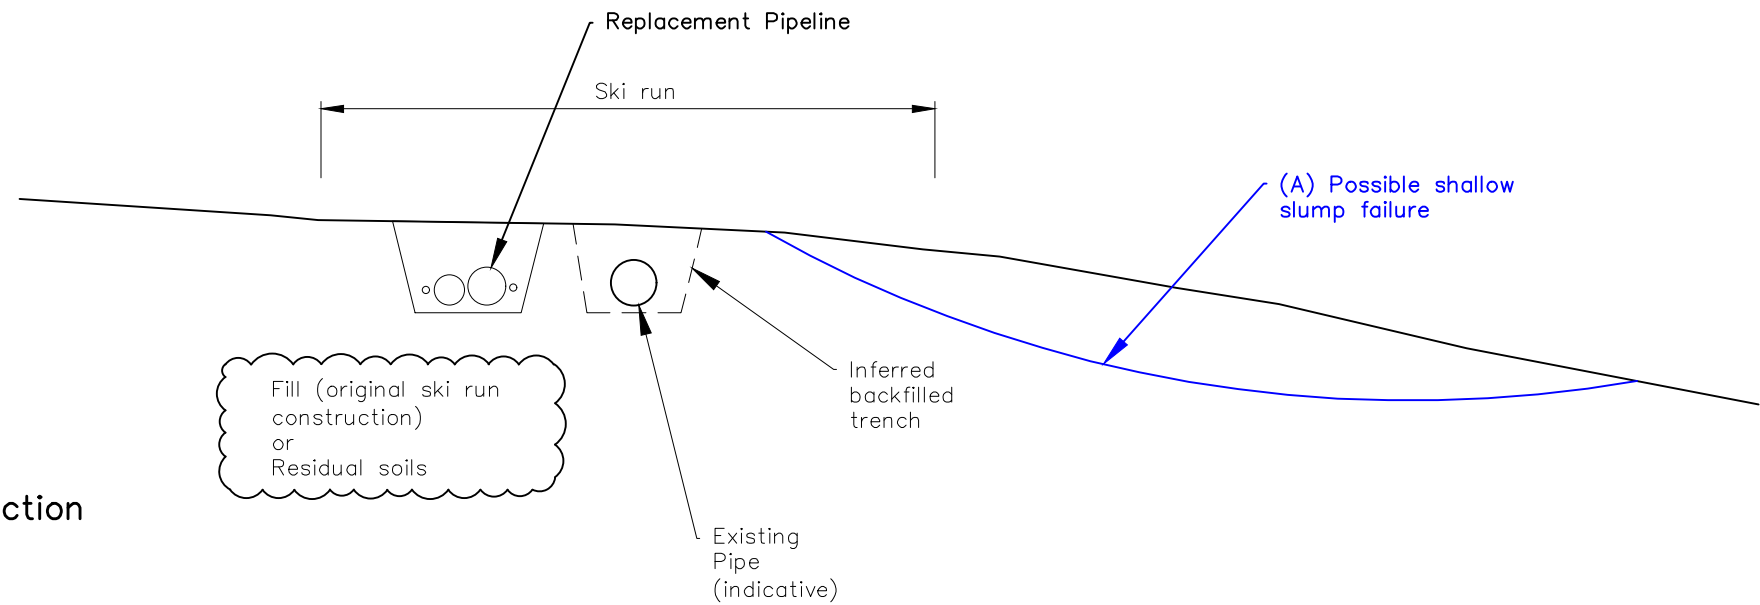 Replacement Pipeline
Ski run
(A) Possible shallow
slump failure
Inferred
backfilled
trench
Fill (original ski run
construction)
or
Residual soils
ction
Existing
Pipe
(indicative)